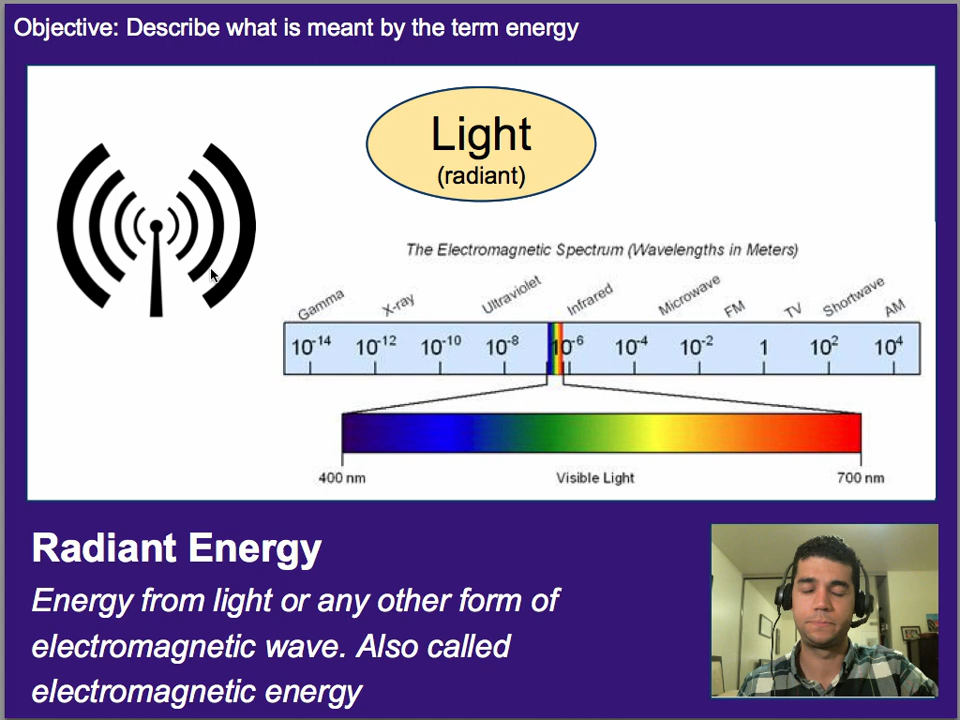 Objective: Describe what is meant by the term energy
Light
(radiant)
The Electromagnetic Spectrum (Wavelengths in Meters)
Gamma X-ray Ultraviolet Infrared Microwave FM TV Shortwave AM
10⁻¹⁴ 10⁻¹² 10⁻¹⁰ 10⁻⁸ 10⁻⁶ 10⁻⁴ 10⁻² 1 10² 10⁴
400 nm Visible Light 700 nm
Radiant Energy
Energy from light or any other form of
electromagnetic wave. Also called
electromagnetic energy